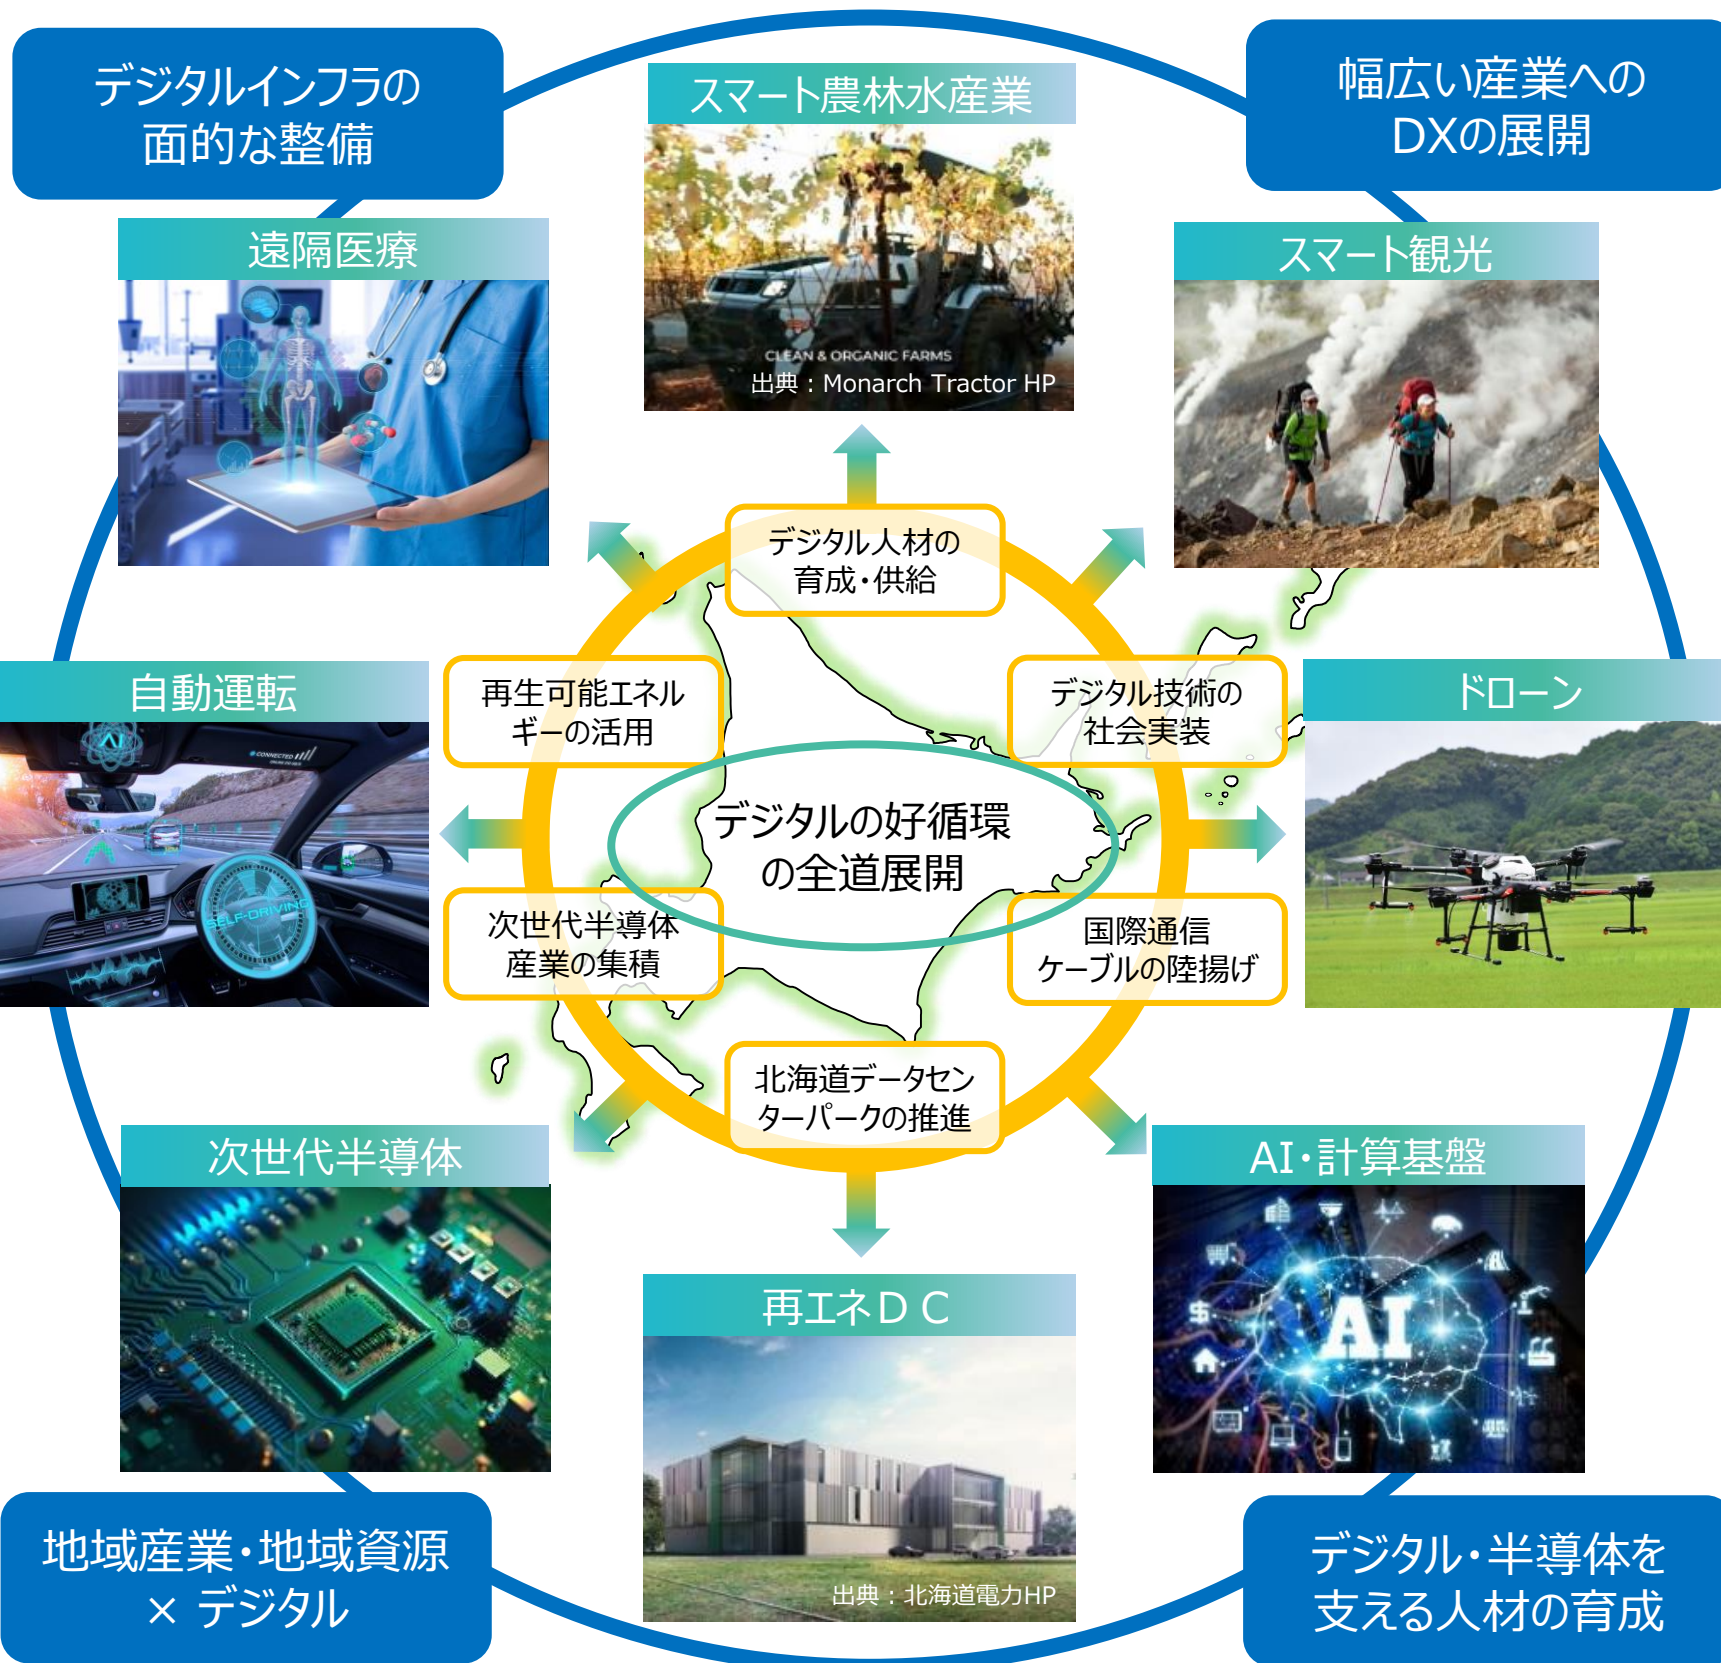 デジタルインフラの
面的な整備
幅広い産業への
DXの展開
スマート農林水産業
CLEAN & ORGANIC FARMS
出典：Monarch Tractor HP
遠隔医療
スマート観光
デジタル人材の
育成・供給
自動運転
AI
CONNECTED
SELF-DRIVING
再生可能エネル
ギーの活用
デジタル技術の
社会実装
ドローン
デジタルの好循環
の全道展開
次世代半導体
産業の集積
国際通信
ケーブルの陸揚げ
北海道データセン
ターパークの推進
次世代半導体
AI・計算基盤
AI
$
再エネＤＣ
出典：北海道電力HP
地域産業・地域資源
× デジタル
デジタル・半導体を
支える人材の育成